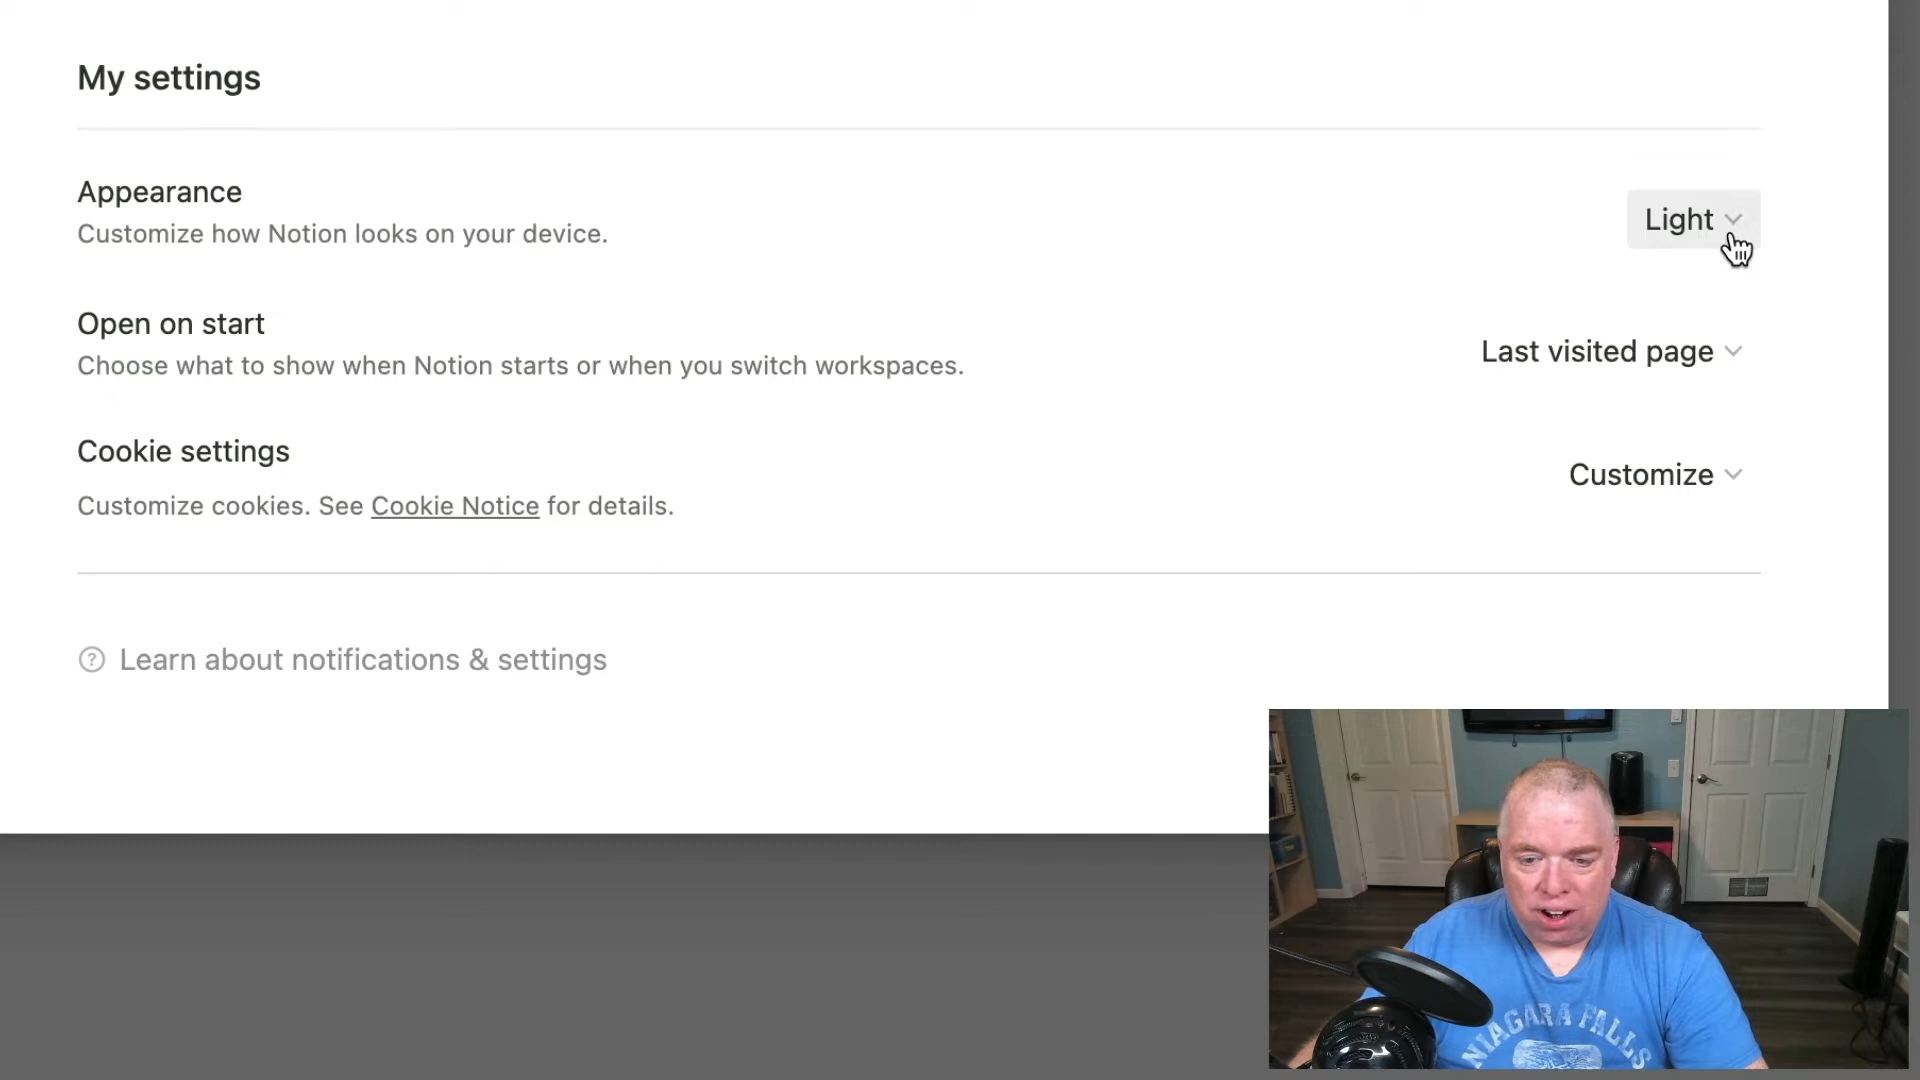 My settings
Appearance
Customize how Notion looks on your device.
Light
Open on start
Choose what to show when Notion starts or when you switch workspaces.
Last visited page
Cookie settings
Customize cookies. See Cookie Notice for details.
Customize
Learn about notifications & settings
NIAGARA FALLS